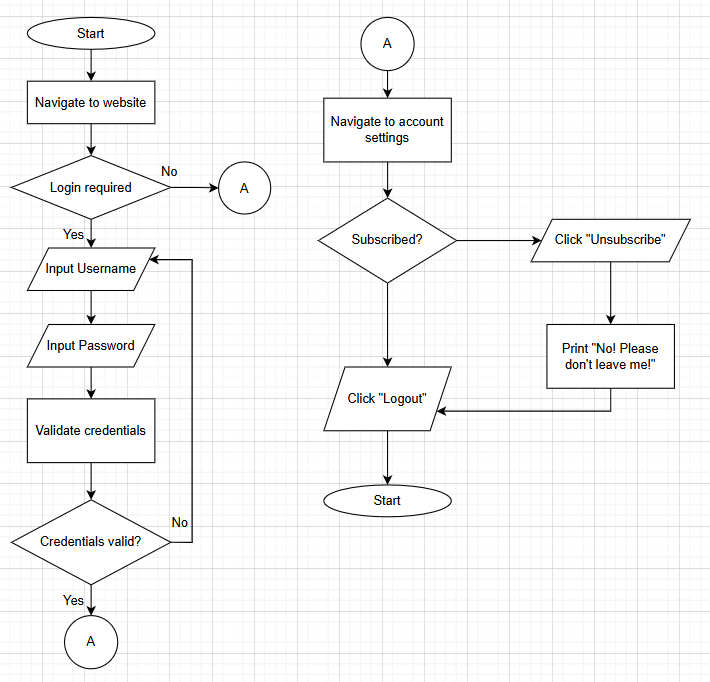 Start
Navigate to website
Login required
No
A
Yes
Input Username
Input Password
Validate credentials
Credentials valid?
No
Yes
A
A
Navigate to account
settings
Subscribed?
Click "Unsubscribe"
Print "No! Please
don't leave me!"
Click "Logout"
Start